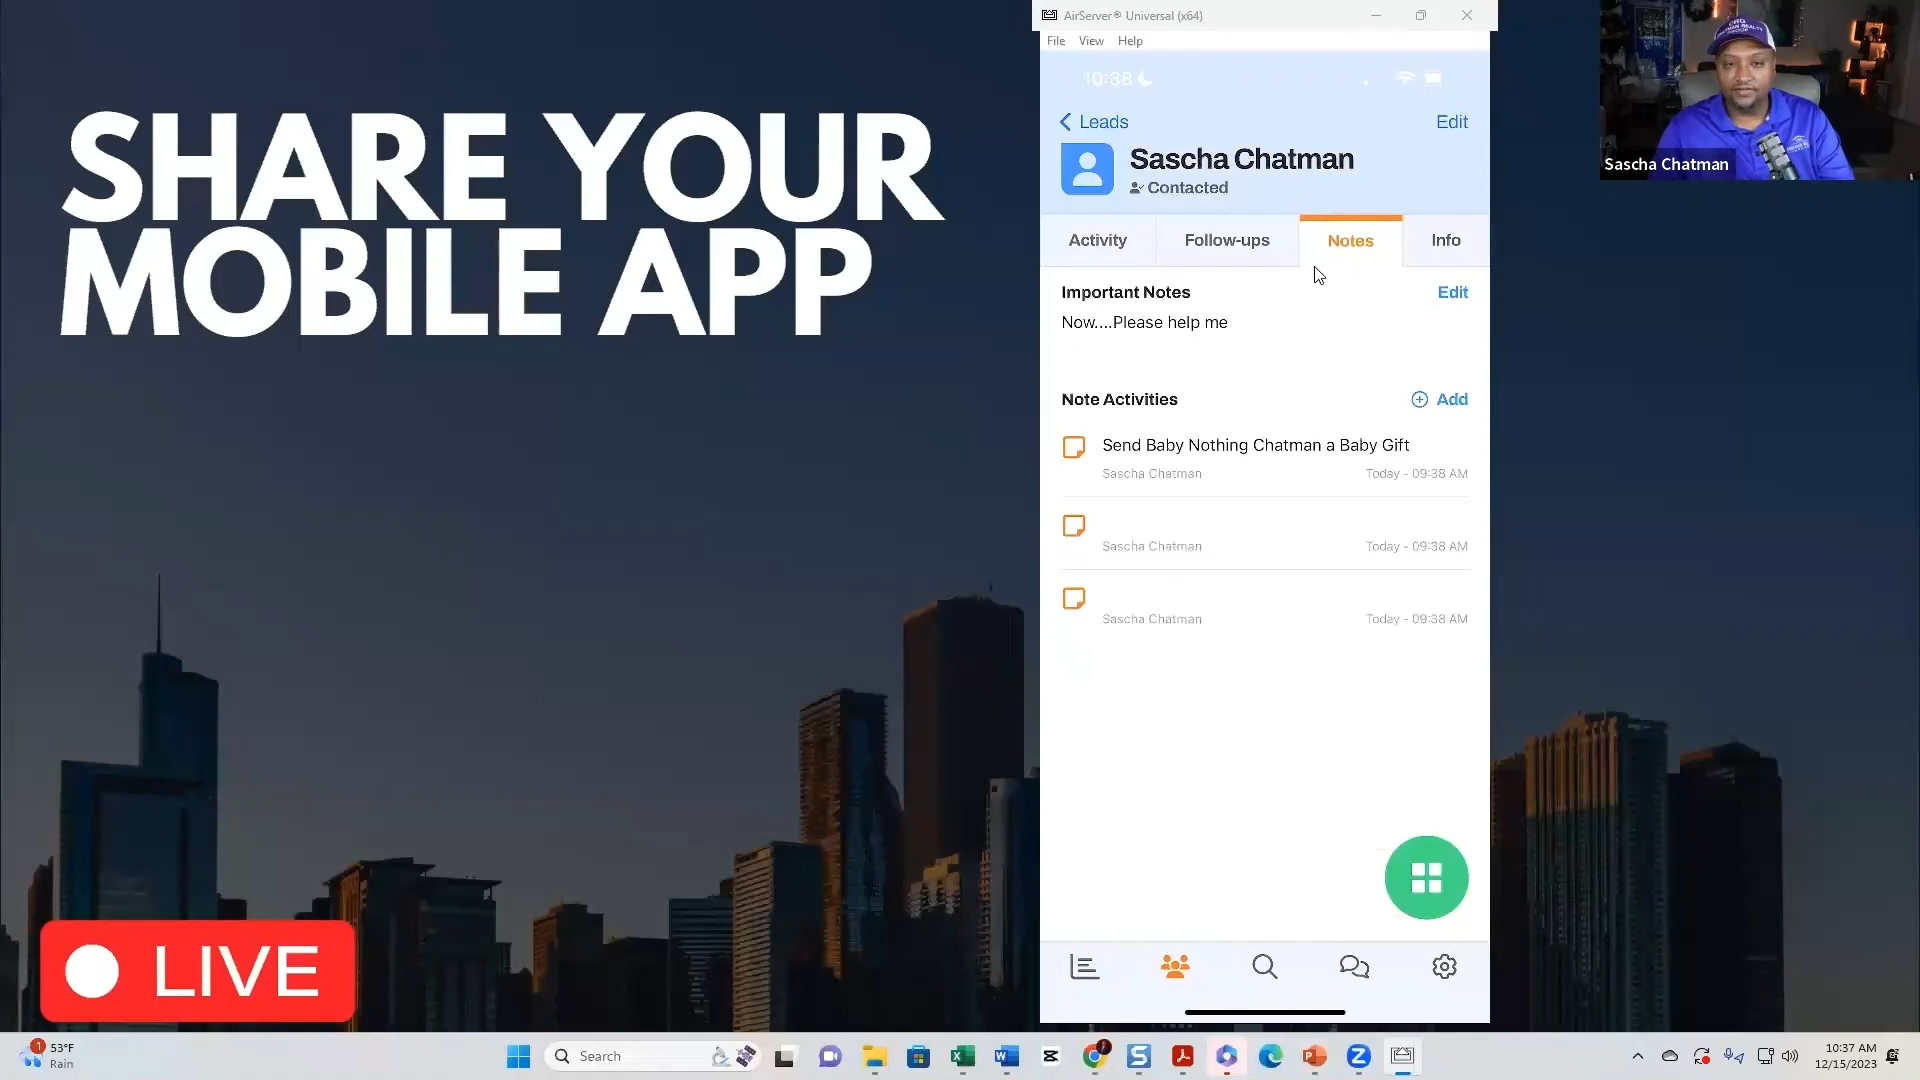 AirServer® Universal (x64)
File View Help
10:38
Leads
Edit
Sascha Chatman
Contacted
Activity
Follow-ups
Notes
Info
Important Notes
Edit
Now....Please help me
Note Activities
Add
Send Baby Nothing Chatman a Baby Gift
Sascha Chatman
Today - 09:38 AM
Sascha Chatman
Today - 09:38 AM
Sascha Chatman
Today - 09:38 AM
SHARE YOUR
MOBILE APP
LIVE
Sascha Chatman
1
53°F
Rain
Search
10:37 AM
12/15/2023